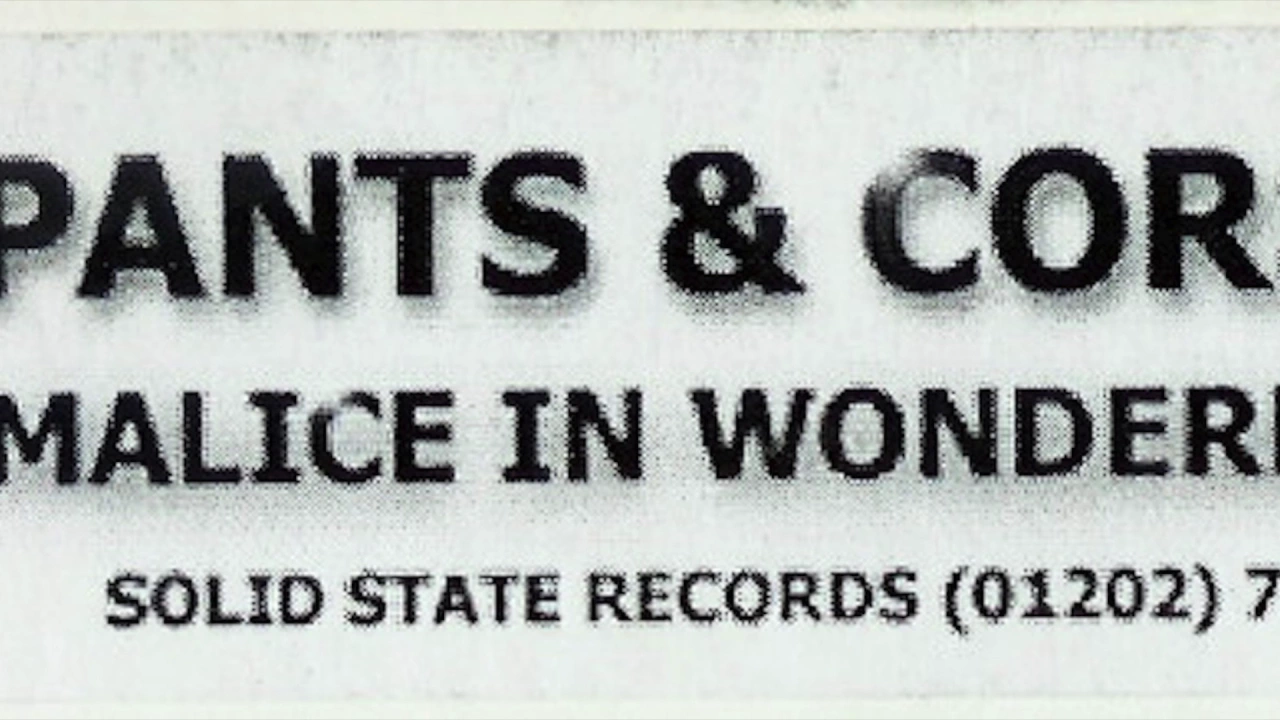 PANTS & COR
MALICE IN WONDER
SOLID STATE RECORDS (01202) 7